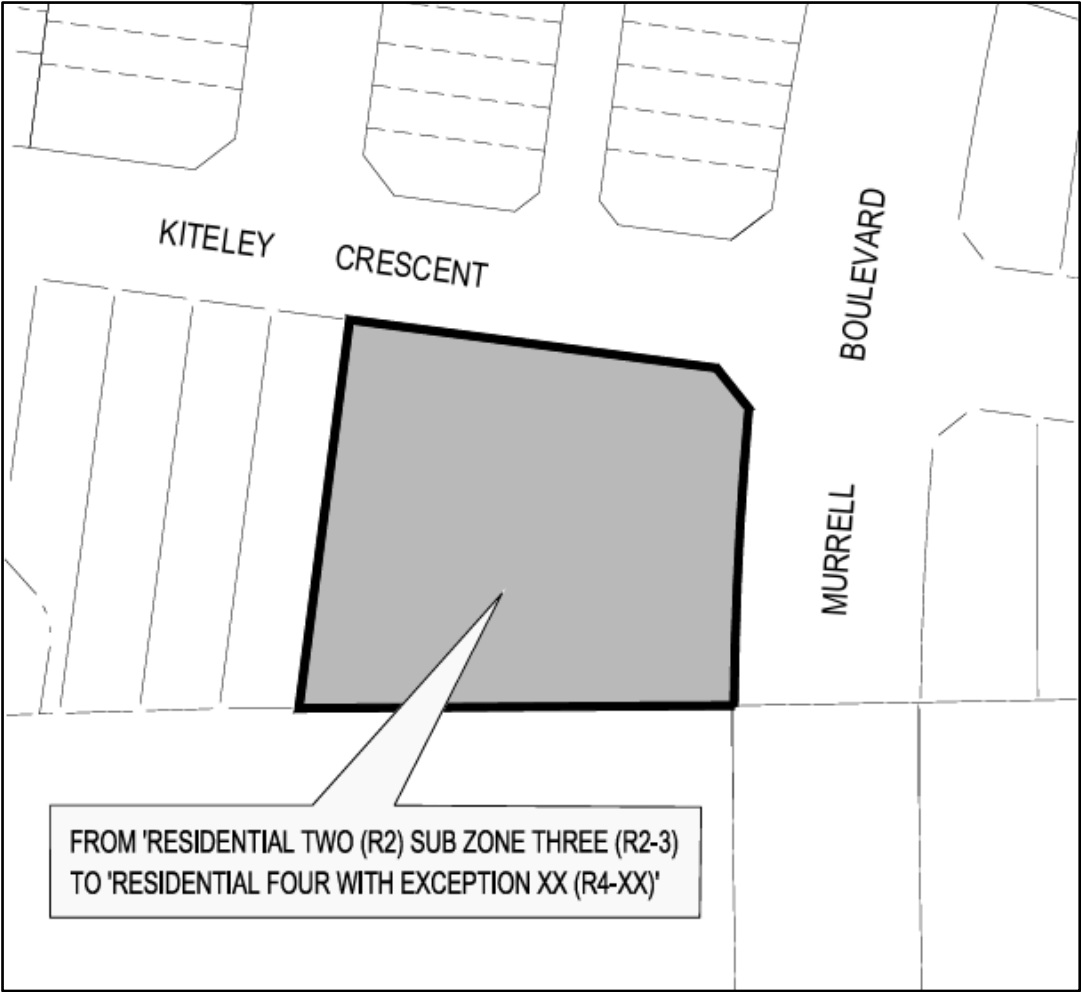 KITELEY CRESCENT
BOULEVARD
MURRELL
FROM 'RESIDENTIAL TWO (R2) SUB ZONE THREE (R2-3)
TO 'RESIDENTIAL FOUR WITH EXCEPTION XX (R4-XX)'